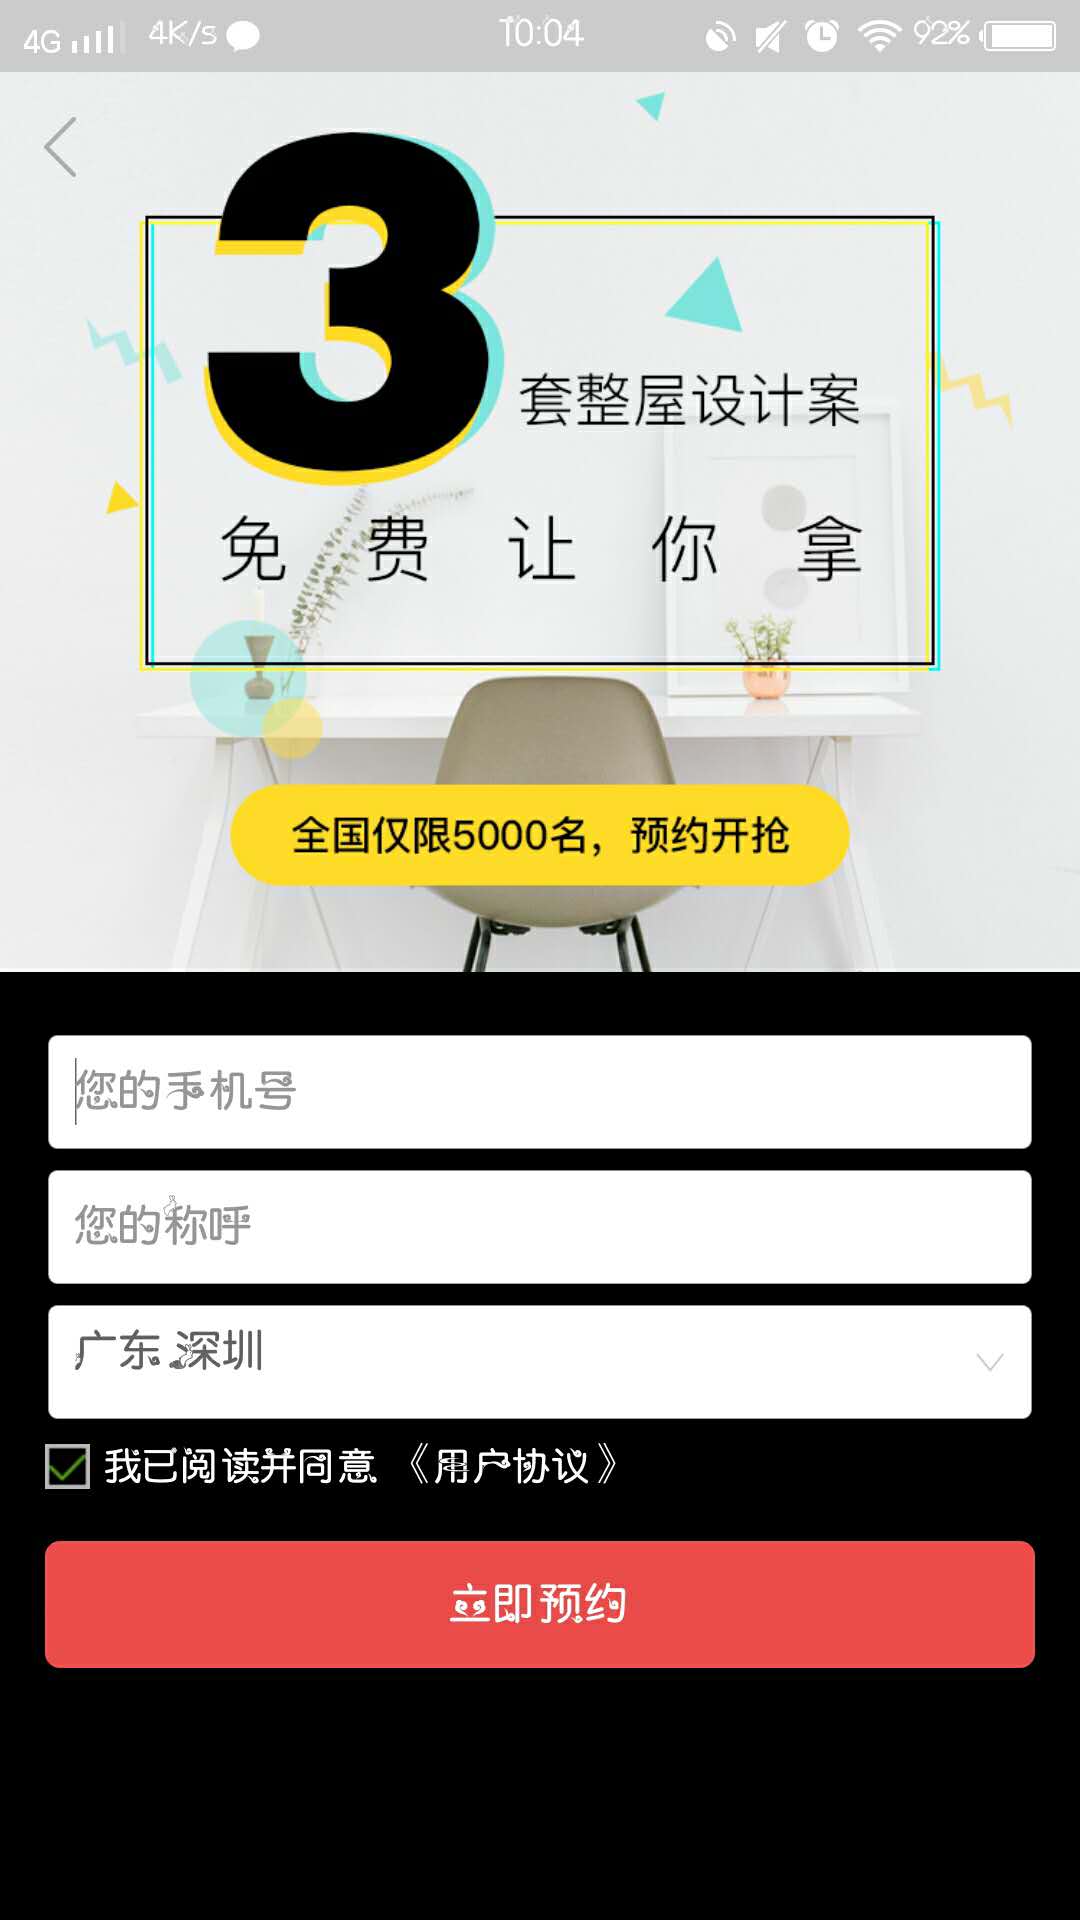 4G 4K/s 10:04 92%
3
套整屋设计案
免费让你拿
全国仅限5000名，预约开抢
您的手机号
您的称呼
广东 深圳
我已阅读并同意 《用户协议》
立即预约